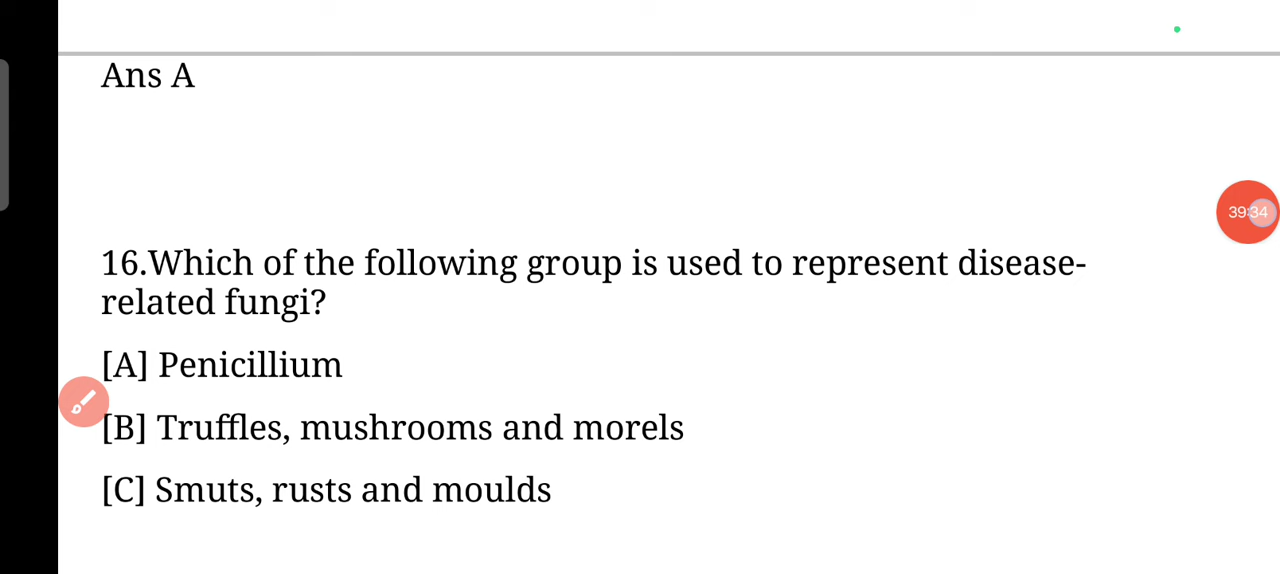 Ans A
39:34
16.Which of the following group is used to represent disease-
related fungi?
[A] Penicillium
[B] Truffles, mushrooms and morels
[C] Smuts, rusts and moulds